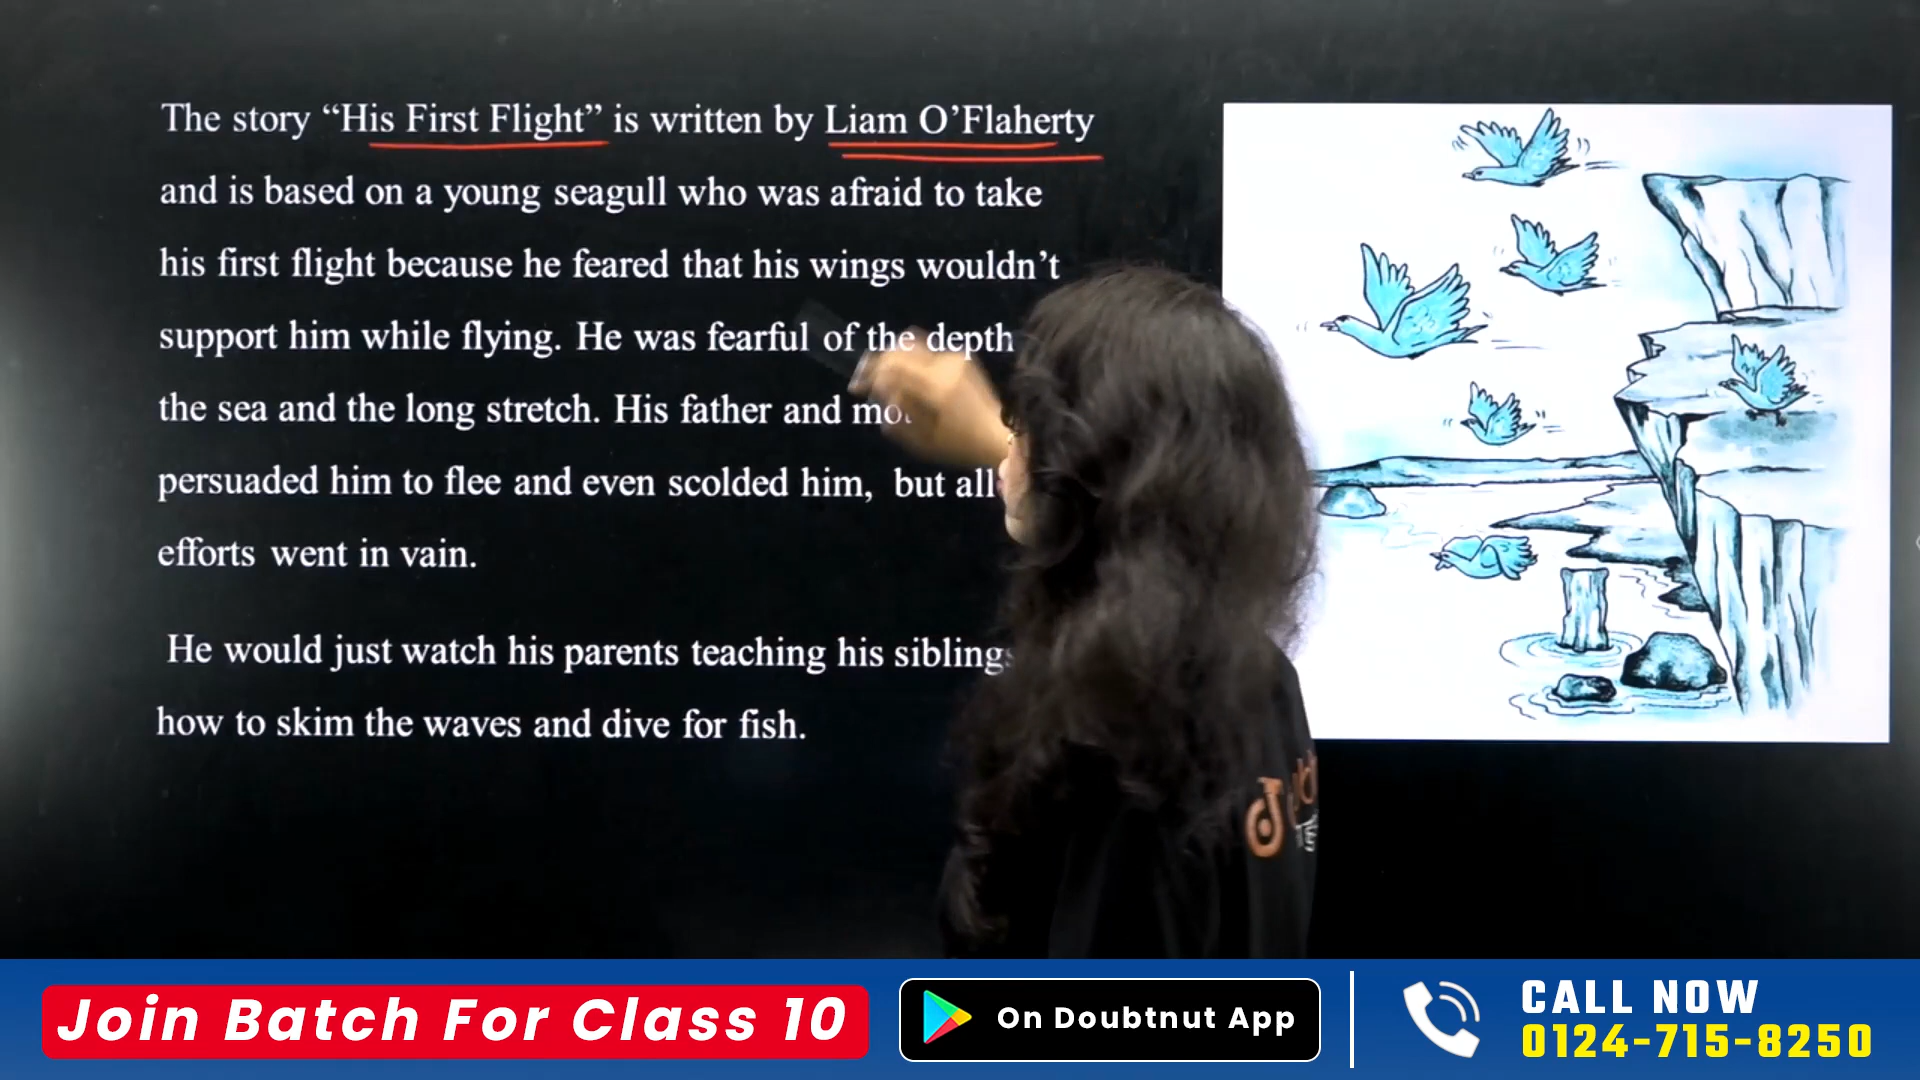 The story “His First Flight” is written by Liam O’Flaherty
and is based on a young seagull who was afraid to take
his first flight because he feared that his wings wouldn’t
support him while flying. He was fearful of the depth
the sea and the long stretch. His father and
persuaded him to flee and even scolded him, but all
efforts went in vain.
He would just watch his parents teaching his siblings
how to skim the waves and dive for fish.
Join Batch For Class 10
On Doubtnut App
CALL NOW
0124-715-8250